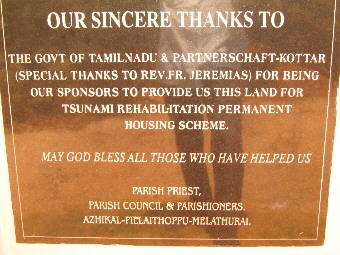 OUR SINCERE THANKS TO
THE GOVT OF TAMILNADU & PARTNERSCHAFT-KOTTAR
(SPECIAL THANKS TO REV.FR. JEREMIAS) FOR BEING
OUR SPONSORS TO PROVIDE US THIS LAND FOR
TSUNAMI REHABILITATION PERMANENT
HOUSING SCHEME.
MAY GOD BLESS ALL THOSE WHO HAVE HELPED US
PARISH PRIEST,
PARISH COUNCIL & PARISHIONERS.
AZHIKAL-PIELAITHOPPU-MELATHURAI.